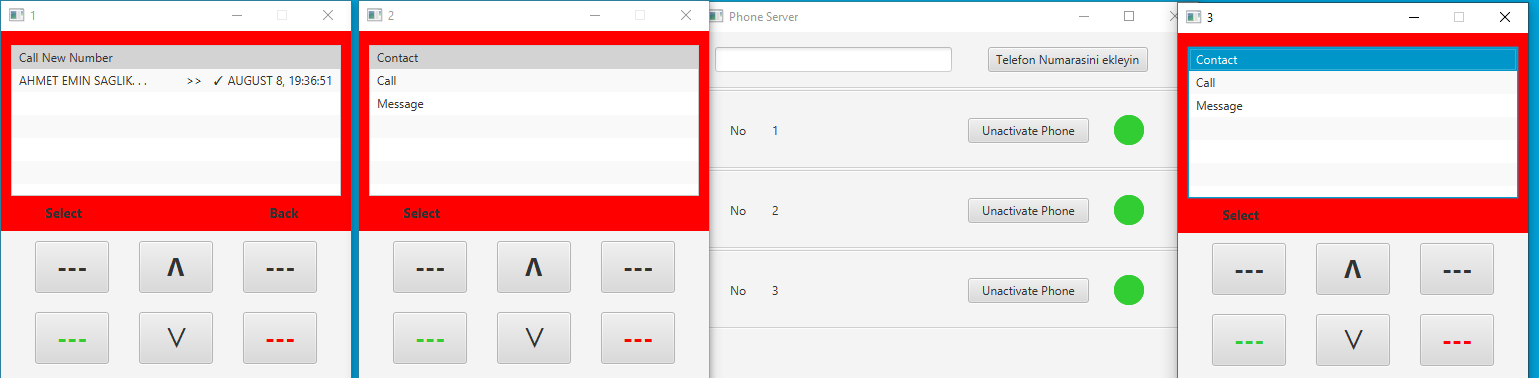 1
Call New Number
AHMET EMIN SAGLIK. . . >> ✓ AUGUST 8, 19:36:51
Select Back
--- Λ ---
--- V ---
2
Contact
Call
Message
Select
--- Λ ---
--- V ---
Phone Server
Telefon Numarasini ekleyin
No 1 Unactivate Phone
No 2 Unactivate Phone
No 3 Unactivate Phone
3
Contact
Call
Message
Select
--- Λ ---
--- V ---